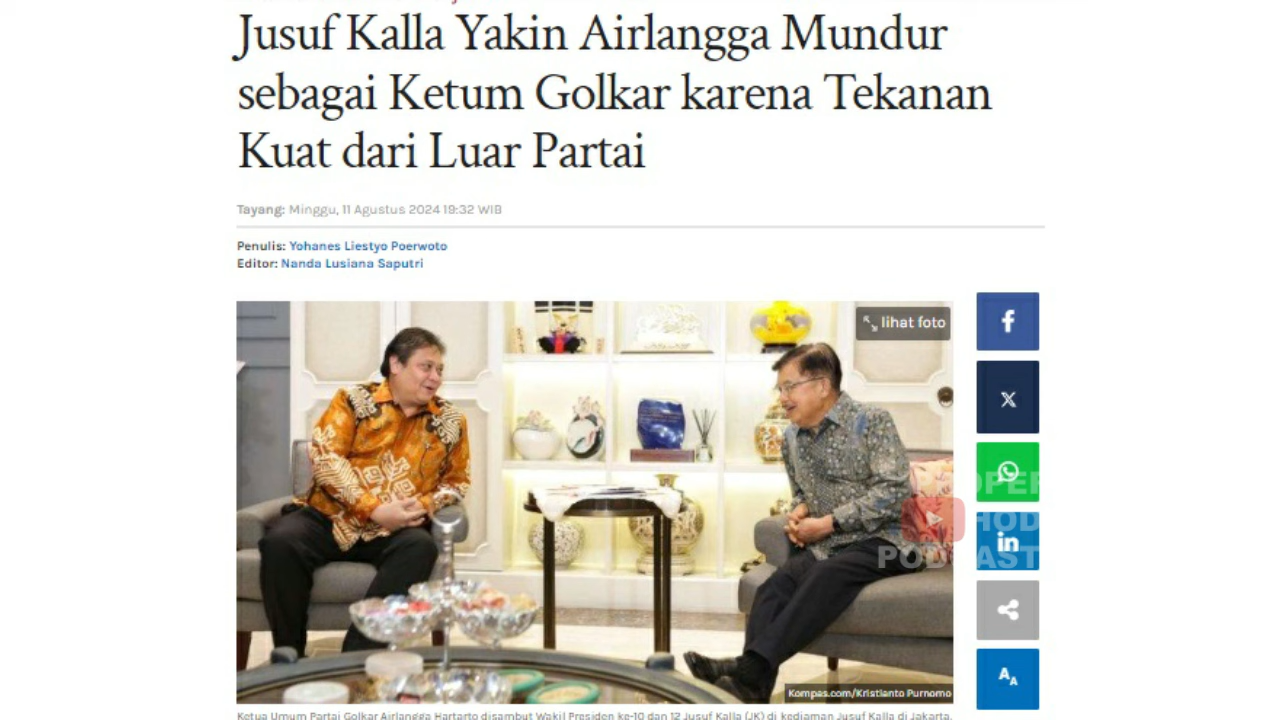 Jusuf Kalla Yakin Airlangga Mundur
sebagai Ketum Golkar karena Tekanan
Kuat dari Luar Partai
Tayang: Minggu, 11 Agustus 2024 19:32 WIB
Penulis: Yohanes Liestyo Poerwoto
Editor: Nanda Lusiana Saputri
lihat foto
f
X
in
PODCAST
A A
Kompas.com/Kristianto Purnomo
Ketua Umum Partai Golkar Airlangga Hartarto disambut Wakil Presiden ke-10 dan 12 Jusuf Kalla (JK) di kediaman Jusuf Kalla di Jakarta,